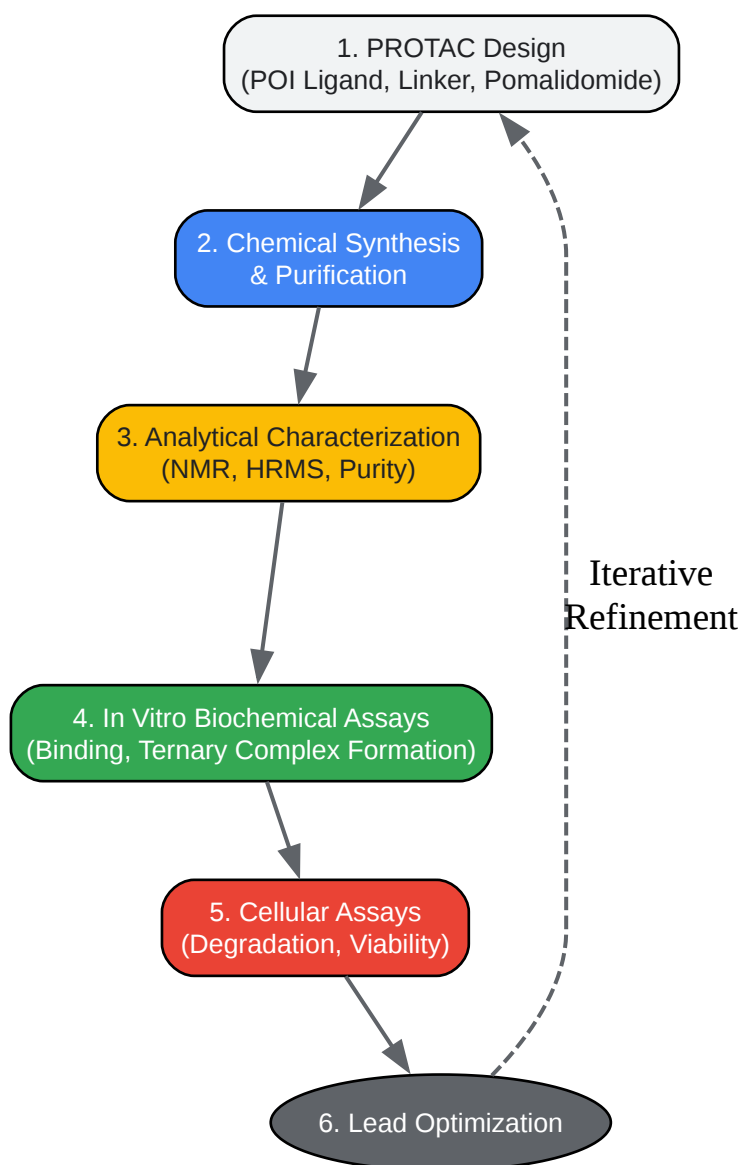 1. PROTAC Design
(POI Ligand, Linker, Pomalidomide)
2. Chemical Synthesis
& Purification
3. Analytical Characterization
(NMR, HRMS, Purity)
Iterative
Refinement
4. In Vitro Biochemical Assays
(Binding, Ternary Complex Formation)
5. Cellular Assays
(Degradation, Viability)
6. Lead Optimization